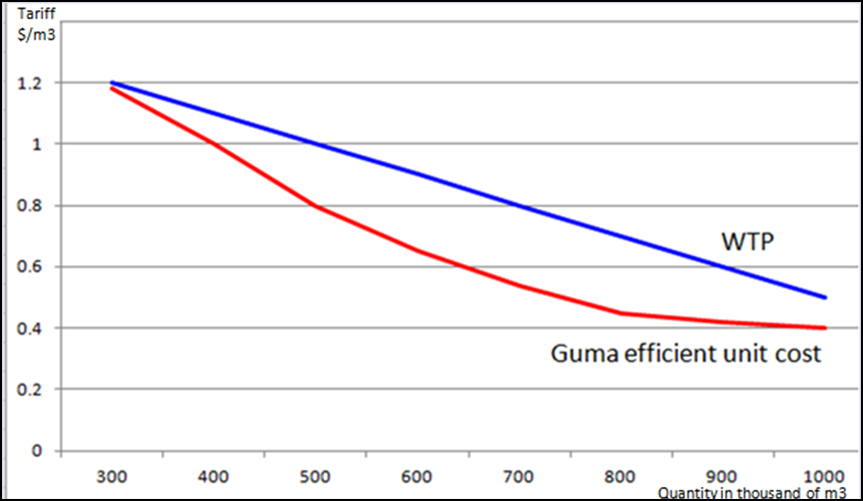 Tariff
$/m3
1.2
1
0.8
0.6
0.4
0.2
0
WTP
Guma efficient unit cost
300 400 500 600 700 800 900 1000
Quantity in thousand of m3